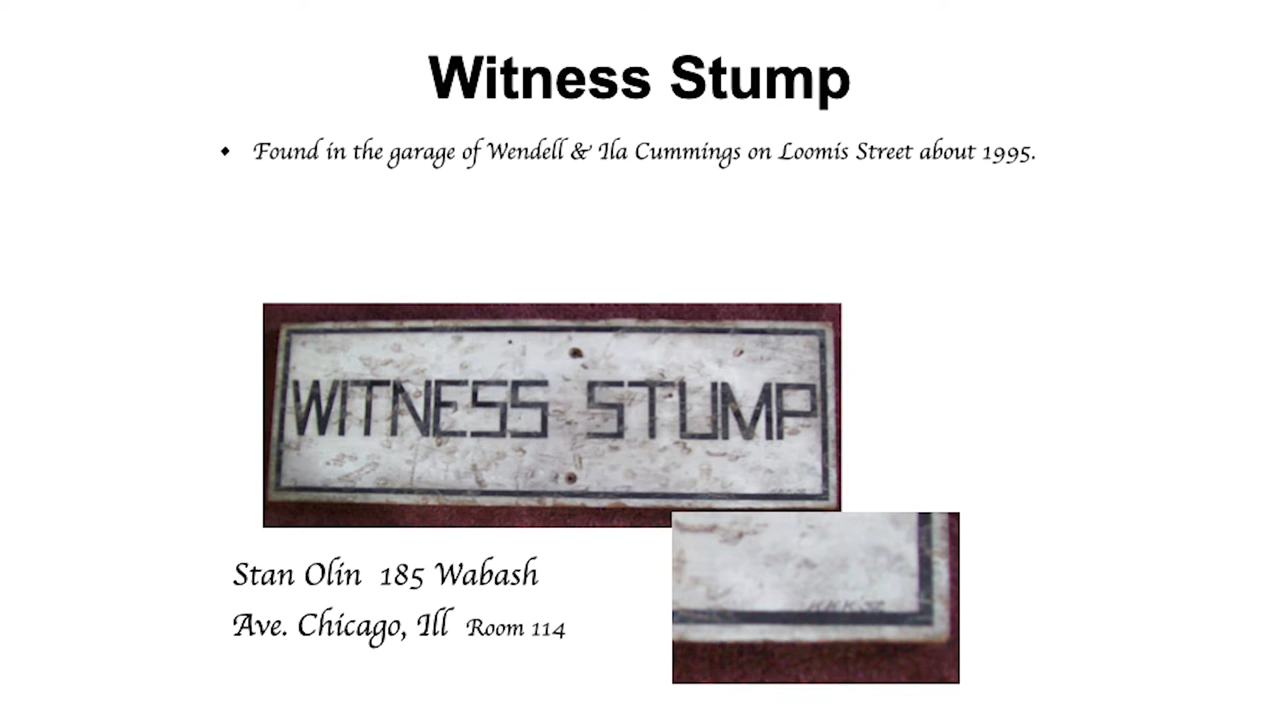 Witness Stump
• Found in the garage of Wendell & Ila Cummings on Loomis Street about 1995.
WITNESS STUMP
Stan Olin 185 Wabash
Ave. Chicago, Ill Room 114